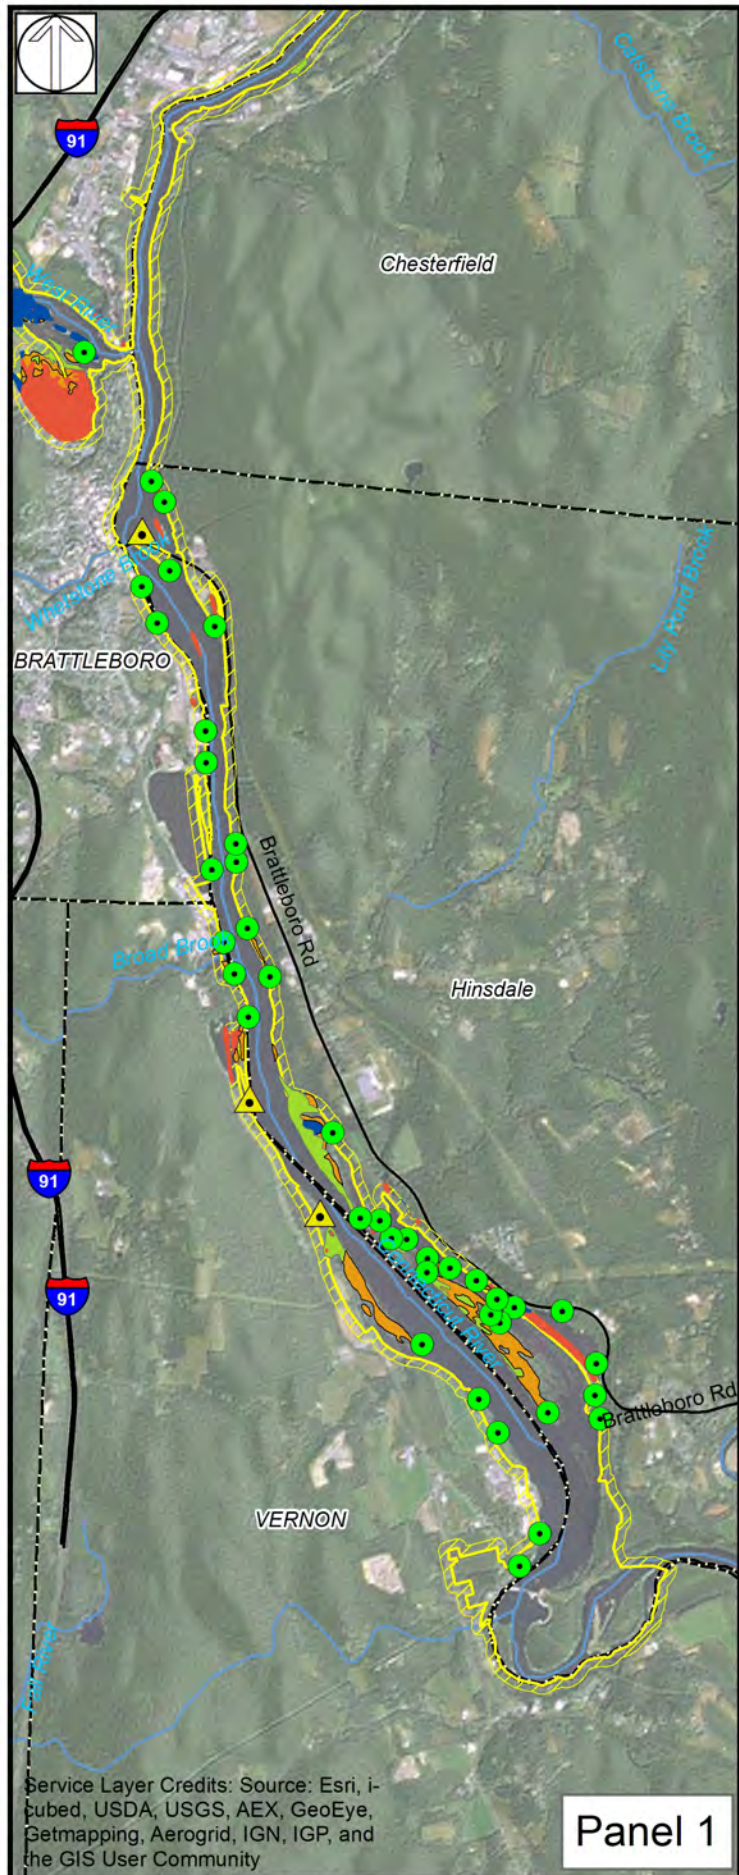 91
Catsbane Brook
Chesterfield
West River
Lily Pond Brook
Whetstone Brook
BRATTLEBORO
Brattleboro Rd
Broad Brook
Hinsdale
91
Connecticut River
91
Brattleboro Rd
VERNON
Fall River
Service Layer Credits: Source: Esri, i-
cubed, USDA, USGS, AEX, GeoEye,
Getmapping, Aerogrid, IGN, IGP, and
the GIS User Community
Panel 1